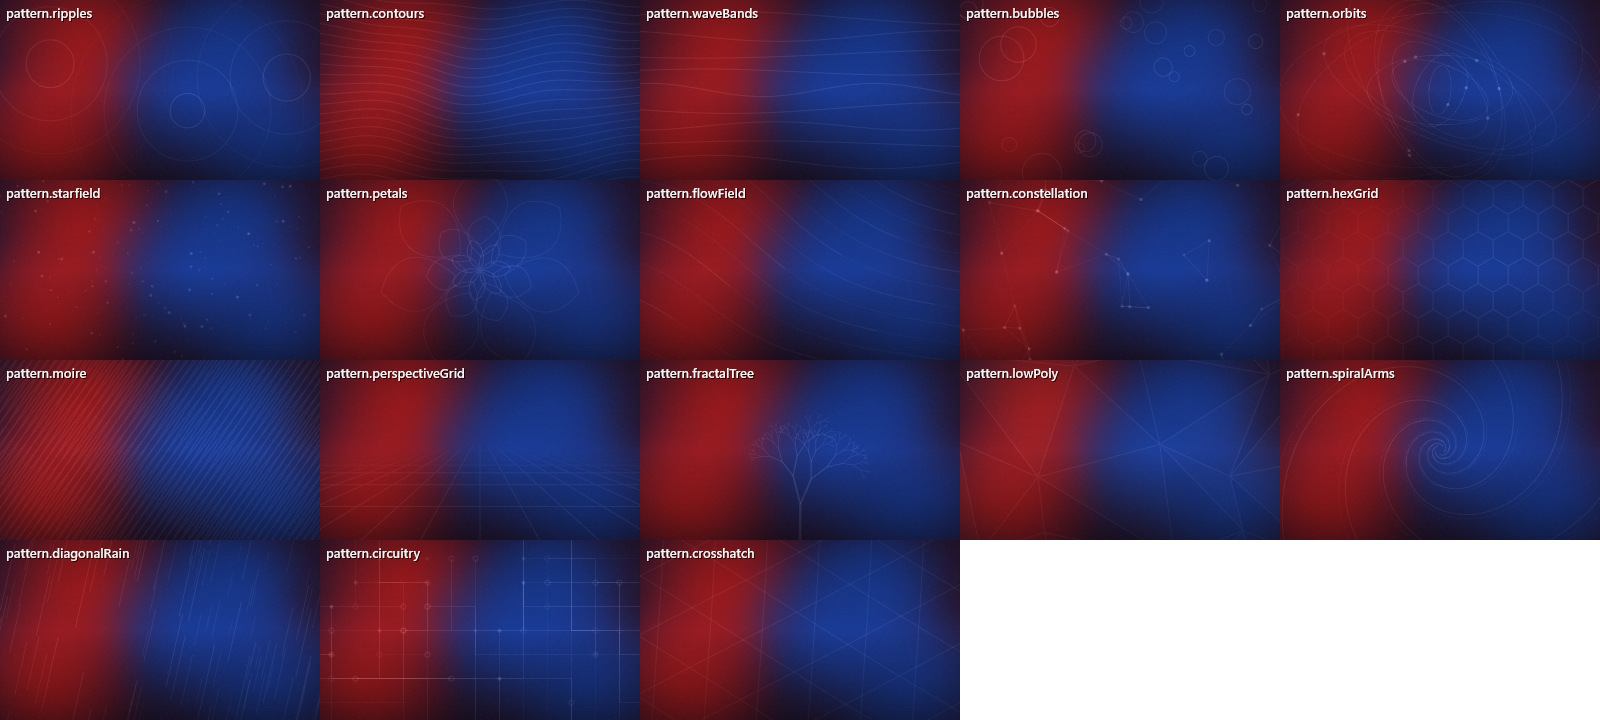 pattern.ripples
pattern.contours
pattern.waveBands
pattern.bubbles
pattern.orbits
pattern.starfield
pattern.petals
pattern.flowField
pattern.constellation
pattern.hexGrid
pattern.moire
pattern.perspectiveGrid
pattern.fractalTree
pattern.lowPoly
pattern.spiralArms
pattern.diagonalRain
pattern.circuitry
pattern.crosshatch